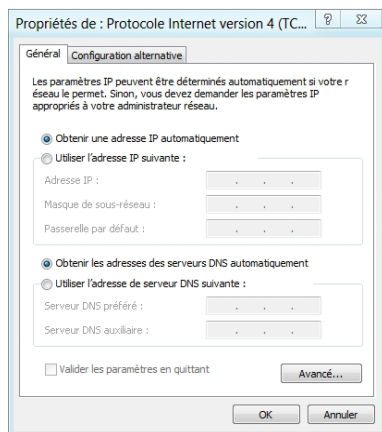 Propriétés de : Protocole Internet version 4 (TC...
Général
Configuration alternative
Les paramètres IP peuvent être déterminés automatiquement si votre r
éseau le permet. Sinon, vous devez demander les paramètres IP
appropriés à votre administrateur réseau.
Obtenir une adresse IP automatiquement
Utiliser l'adresse IP suivante :
Adresse IP :
Masque de sous-réseau :
Passerelle par défaut :
Obtenir les adresses des serveurs DNS automatiquement
Utiliser l'adresse de serveur DNS suivante :
Serveur DNS préféré :
Serveur DNS auxiliaire :
Valider les paramètres en quittant
Avancé...
OK
Annuler